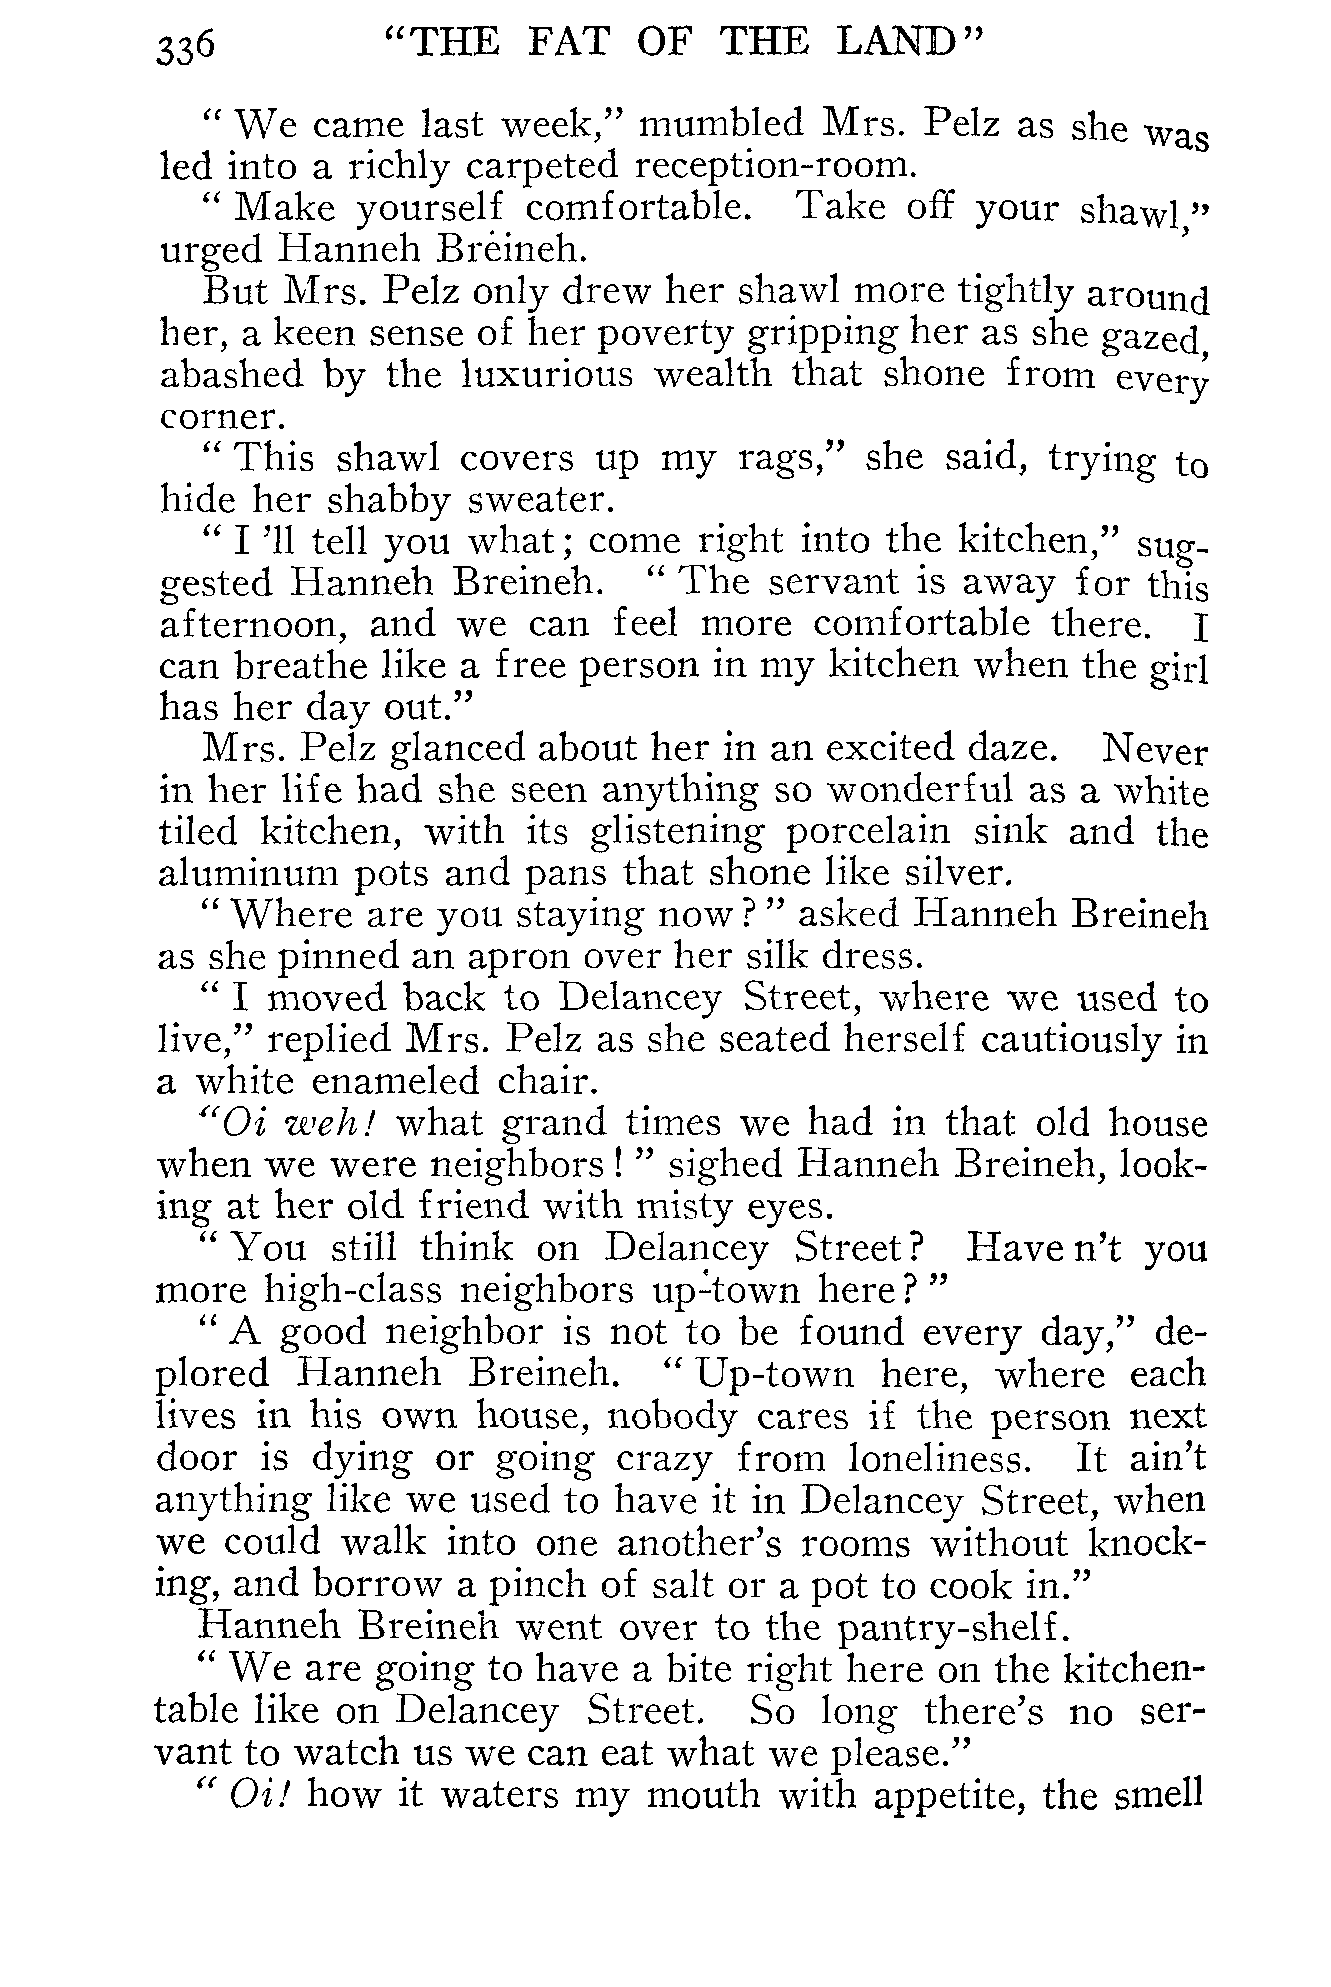 336 "THE FAT OF THE LAND"
" We came last week," mumbled Mrs. Pelz as she was
led into a richly carpeted reception-room.
" Make yourself comfortable. Take off your shawl,"
urged Hanneh Breineh.
But Mrs. Pelz only drew her shawl more tightly around
her, a keen sense of her poverty gripping her as she gazed,
abashed by the luxurious wealth that shone from every
corner.
" This shawl covers up my rags," she said, trying to
hide her shabby sweater.
" I 'll tell you what; come right into the kitchen," sug-
gested Hanneh Breineh. " The servant is away for this
afternoon, and we can feel more comfortable there. I
can breathe like a free person in my kitchen when the girl
has her day out."
Mrs. Pelz glanced about her in an excited daze. Never
in her life had she seen anything so wonderful as a white
tiled kitchen, with its glistening porcelain sink and the
aluminum pots and pans that shone like silver.
" Where are you staying now? " asked Hanneh Breineh
as she pinned an apron over her silk dress.
" I moved back to Delancey Street, where we used to
live," replied Mrs. Pelz as she seated herself cautiously in
a white enameled chair.
"Oi weh! what grand times we had in that old house
when we were neighbors! " sighed Hanneh Breineh, look-
ing at her old friend with misty eyes.
" You still think on Delancey Street? Have n't you
more high-class neighbors up-town here? "
" A good neighbor is not to be found every day," de-
plored Hanneh Breineh. " Up-town here, where each
lives in his own house, nobody cares if the person next
door is dying or going crazy from loneliness. It ain't
anything like we used to have it in Delancey Street, when
we could walk into one another's rooms without knock-
ing, and borrow a pinch of salt or a pot to cook in."
Hanneh Breineh went over to the pantry-shelf.
" We are going to have a bite right here on the kitchen-
table like on Delancey Street. So long there's no ser-
vant to watch us we can eat what we please."
" Oi! how it waters my mouth with appetite, the smell